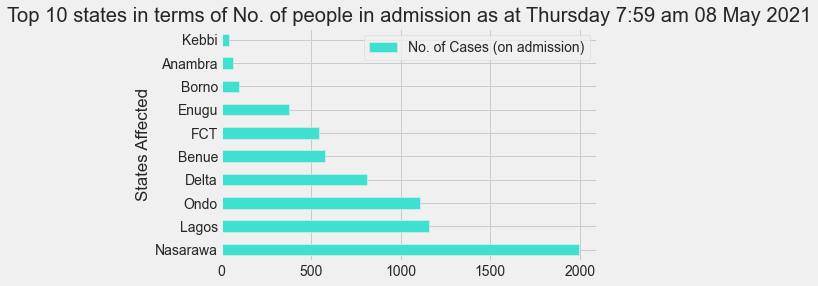 Top 10 states in terms of No. of people in admission as at Thursday 7:59 am 08 May 2021
No. of Cases (on admission)
States Affected
Kebbi
Anambra
Borno
Enugu
FCT
Benue
Delta
Ondo
Lagos
Nasarawa
0 500 1000 1500 2000